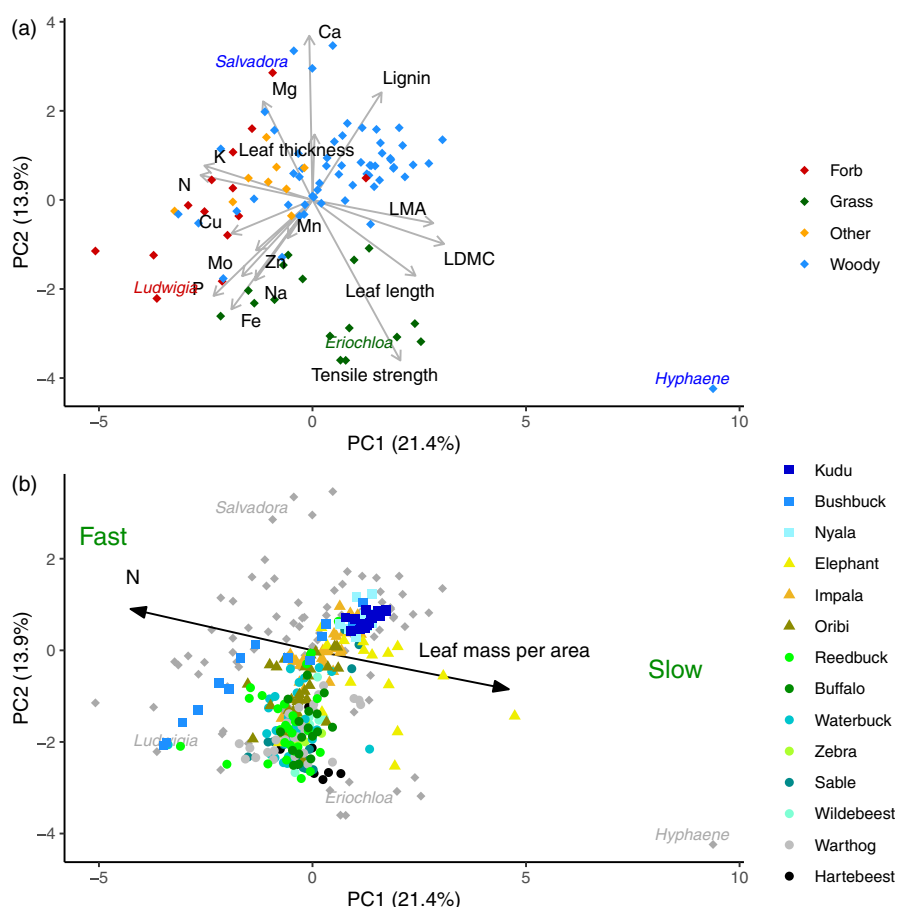 (a)
4
2
0
−2
−4
PC2 (13.9%)
Ca
Salvadora
Mg
Lignin
K
Leaf thickness
N
Cu
Mn
LMA
LDMC
Mo
Zn
Leaf length
Ludwigia
P
Na
Fe
Eriochloa
Tensile strength
Hyphaene
−5
0
5
10
PC1 (21.4%)
Forb
Grass
Other
Woody
(b)
2
0
−2
−4
PC2 (13.9%)
Salvadora
Fast
N
Leaf mass per area
Slow
Ludwigia
Eriochloa
Hyphaene
−5
0
5
10
PC1 (21.4%)
Kudu
Bushbuck
Nyala
Elephant
Impala
Oribi
Reedbuck
Buffalo
Waterbuck
Zebra
Sable
Wildebeest
Warthog
Hartebeest